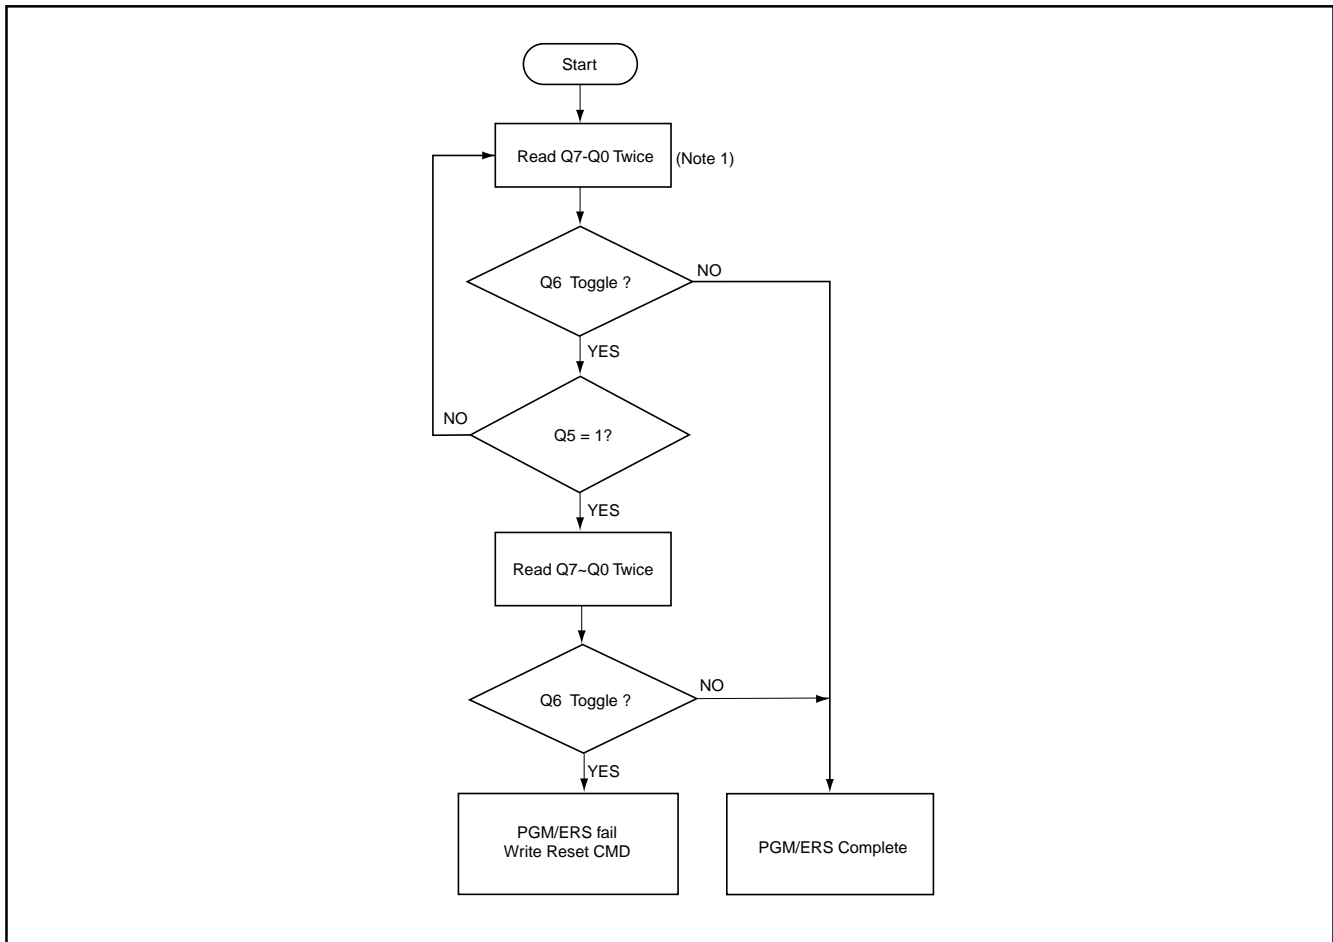 Start
Read Q7-Q0 Twice
(Note 1)
Q6 Toggle ?
NO
YES
NO
Q5 = 1?
YES
Read Q7~Q0 Twice
Q6 Toggle ?
NO
YES
PGM/ERS fail
Write Reset CMD
PGM/ERS Complete